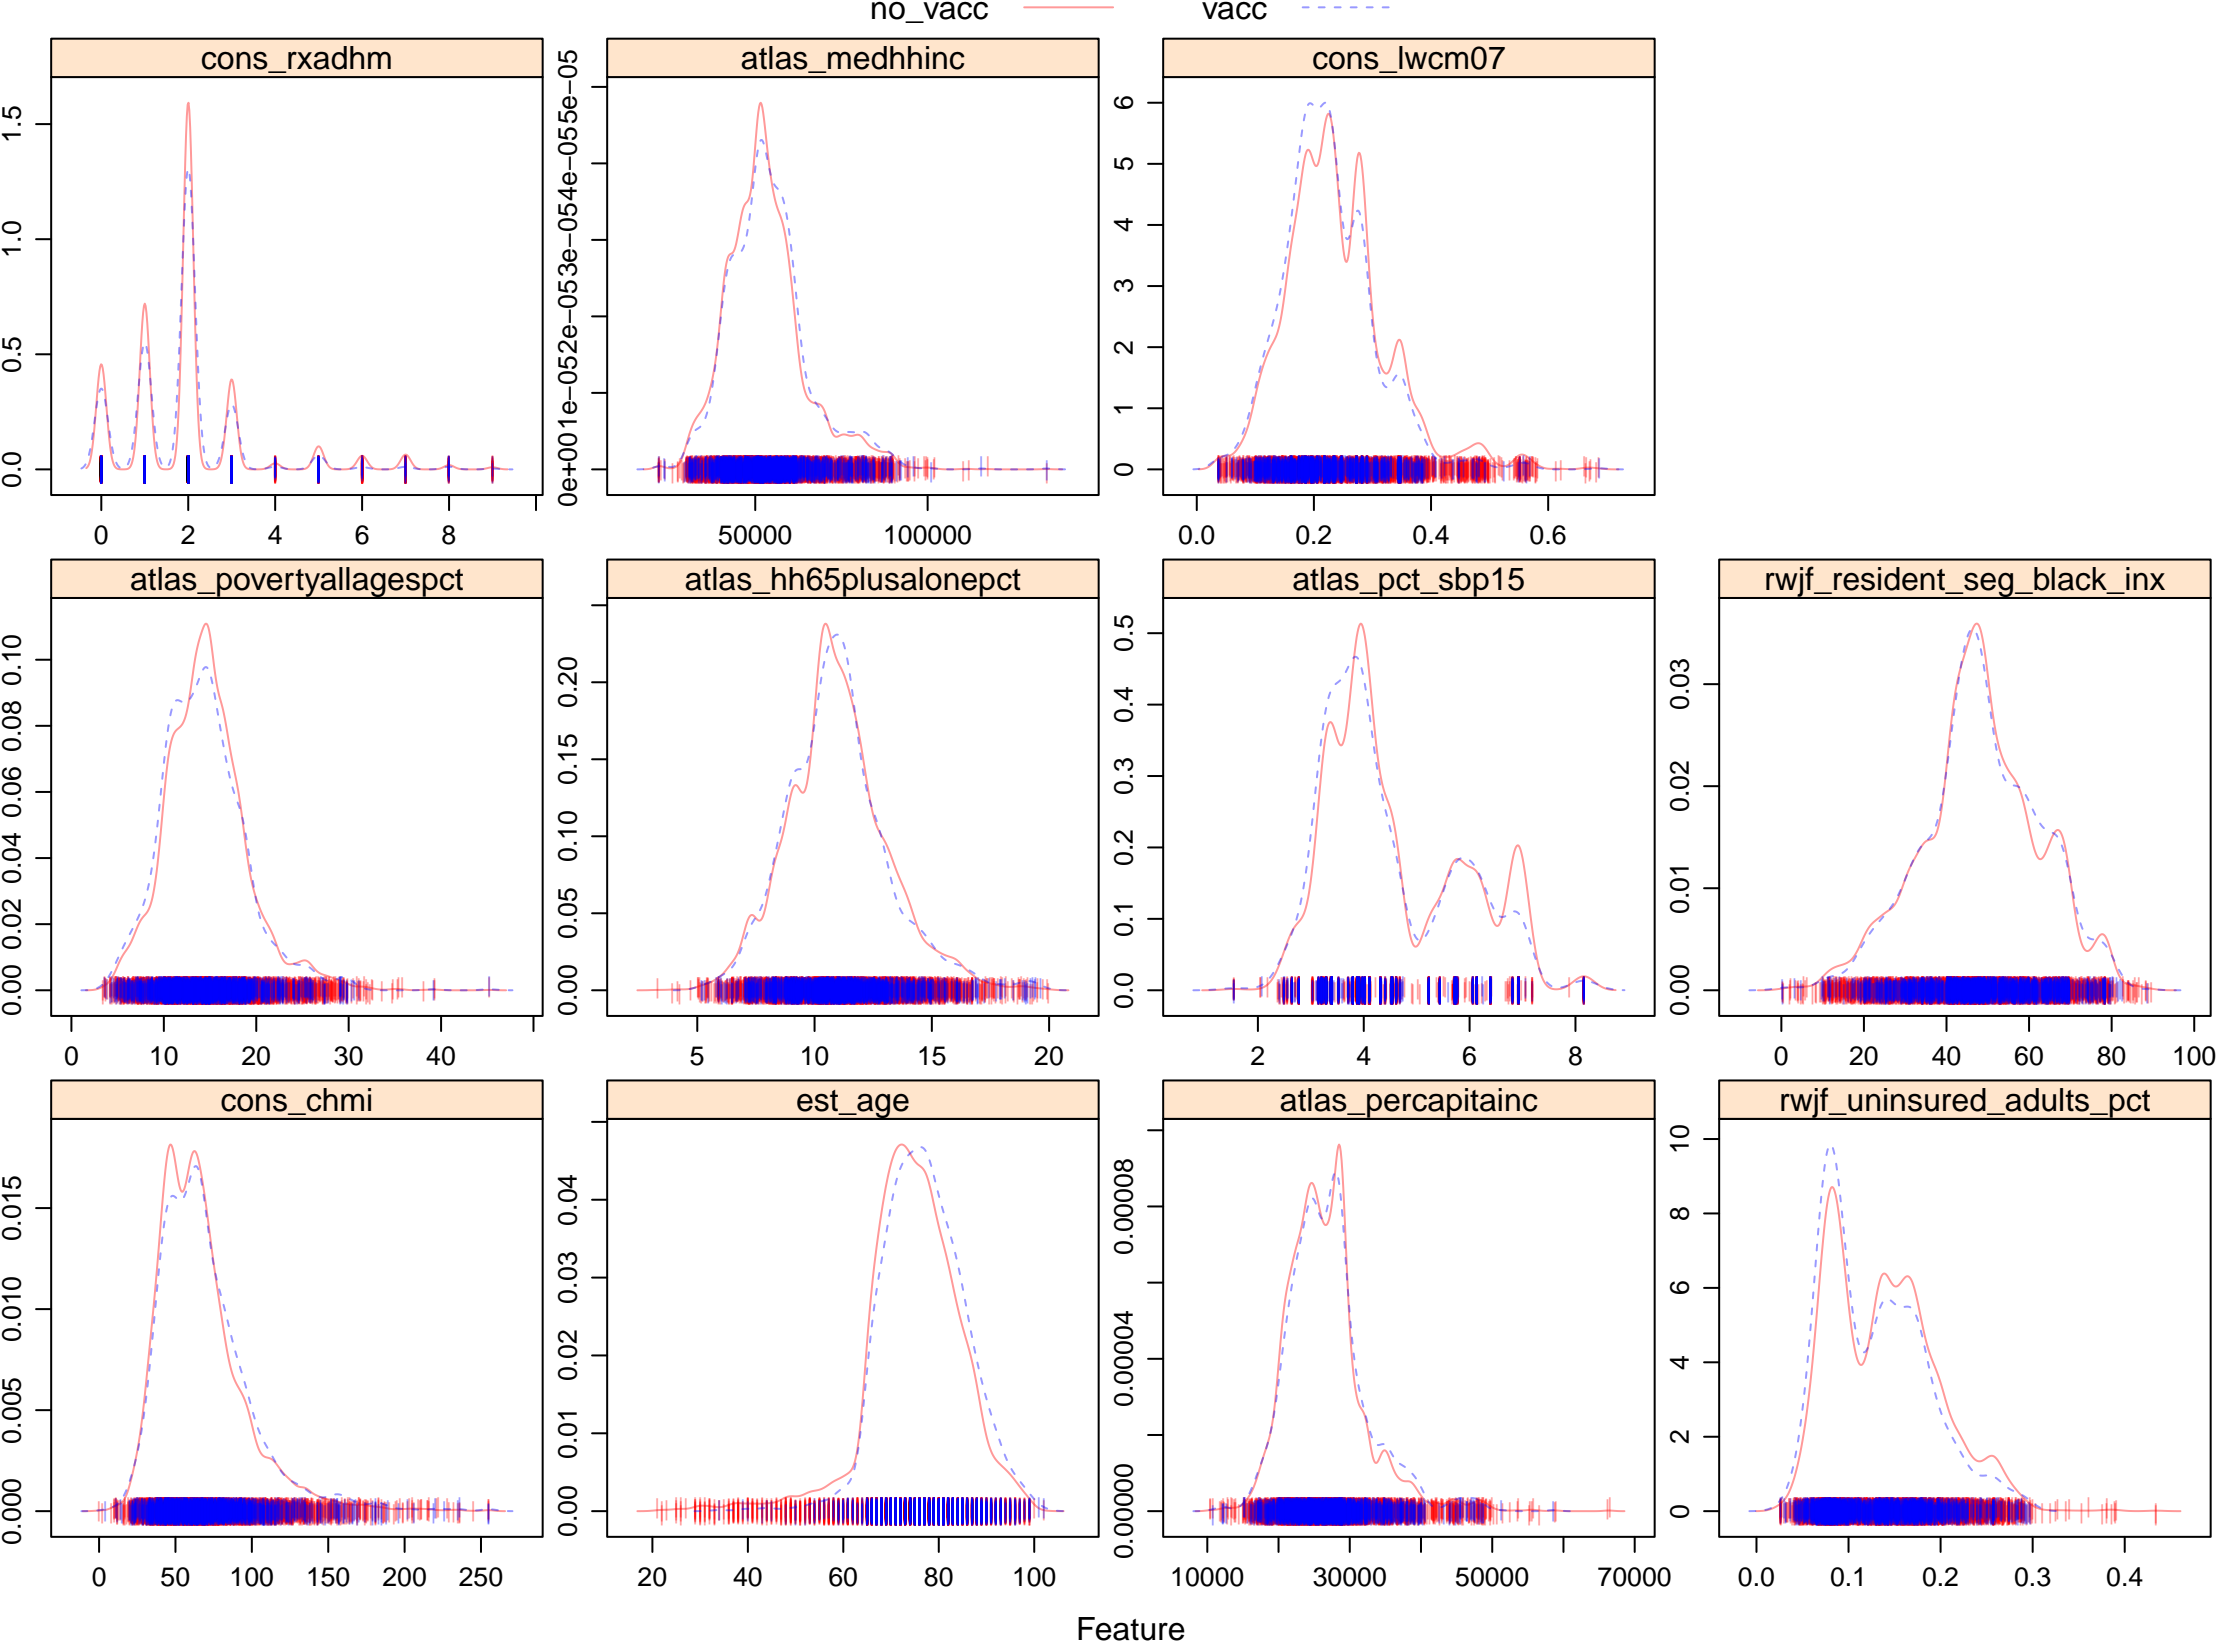 no_vacc vacc
cons_rxadhm atlas_medhhinc cons_lwcm07
0.0 0.5 1.0 1.5
0 2 4 6 8
0e+00 1e−05 2e−05 3e−05 4e−05 5e−05
50000 100000
0 1 2 3 4 5 6
0.0 0.2 0.4 0.6
atlas_povertyallagespct atlas_hh65plusalonepct atlas_pct_sbp15 rwjf_resident_seg_black_inx
0.00 0.02 0.04 0.06 0.08 0.10
0 10 20 30 40
0.00 0.05 0.10 0.15 0.20
5 10 15 20
0.0 0.1 0.2 0.3 0.4 0.5
2 4 6 8
0.00 0.01 0.02 0.03
0 20 40 60 80 100
cons_chmi est_age atlas_percapitainc rwjf_uninsured_adults_pct
0.000 0.005 0.010 0.015
0 50 100 150 200 250
0.00 0.01 0.02 0.03 0.04
20 40 60 80 100
0.00000 0.00004 0.00008
10000 30000 50000 70000
0 2 4 6 8 10
0.0 0.1 0.2 0.3 0.4
Feature